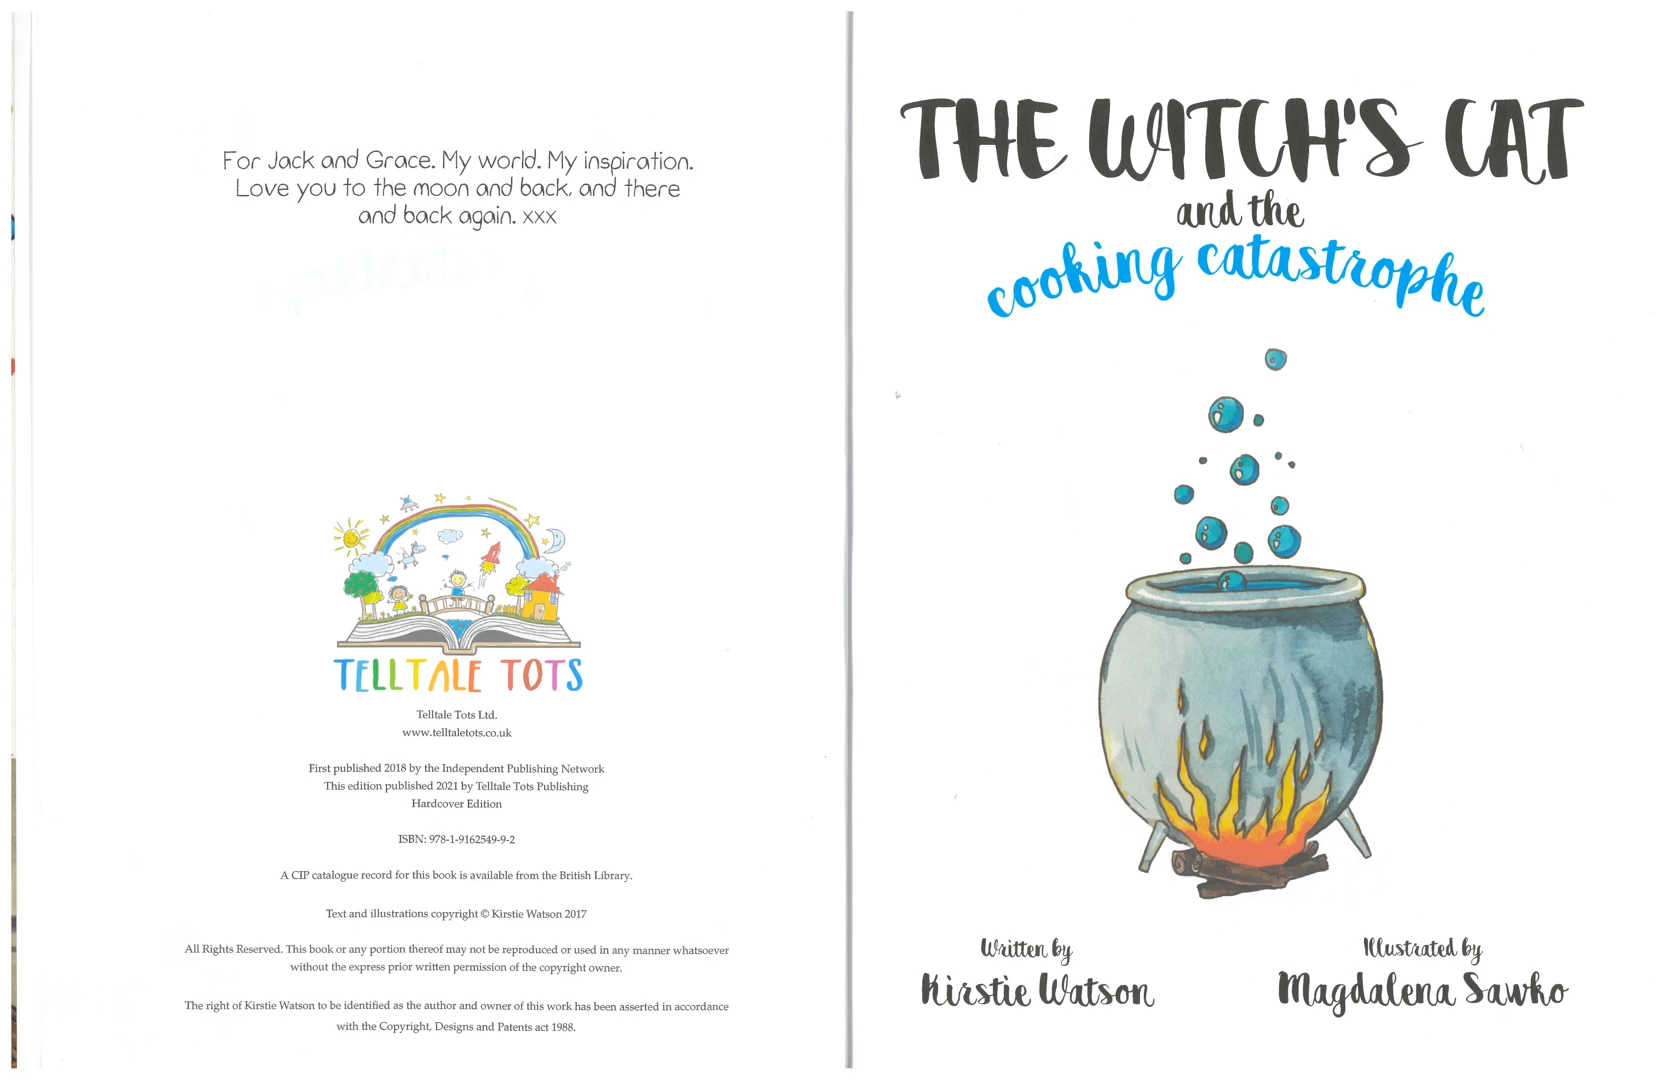 For Jack and Grace. My world. My inspiration.
Love you to the moon and back, and there
and back again. xxx
TELLTALE TOTS
Telltale Tots Ltd.
www.telltaletots.co.uk
First published 2018 by the Independent Publishing Network
This edition published 2021 by Telltale Tots Publishing
Hardcover Edition
ISBN: 978-1-9162549-9-2
A CIP catalogue record for this book is available from the British Library.
Text and illustrations copyright © Kirstie Watson 2017
All Rights Reserved. This book or any portion thereof may not be reproduced or used in any manner whatsoever
without the express prior written permission of the copyright owner.
The right of Kirstie Watson to be identified as the author and owner of this work has been asserted in accordance
with the Copyright, Designs and Patents act 1988.
THE WITCH'S CAT
and the
cooking catastrophe
Written by
Kirstie Watson
Illustrated by
Magdalena Sawko